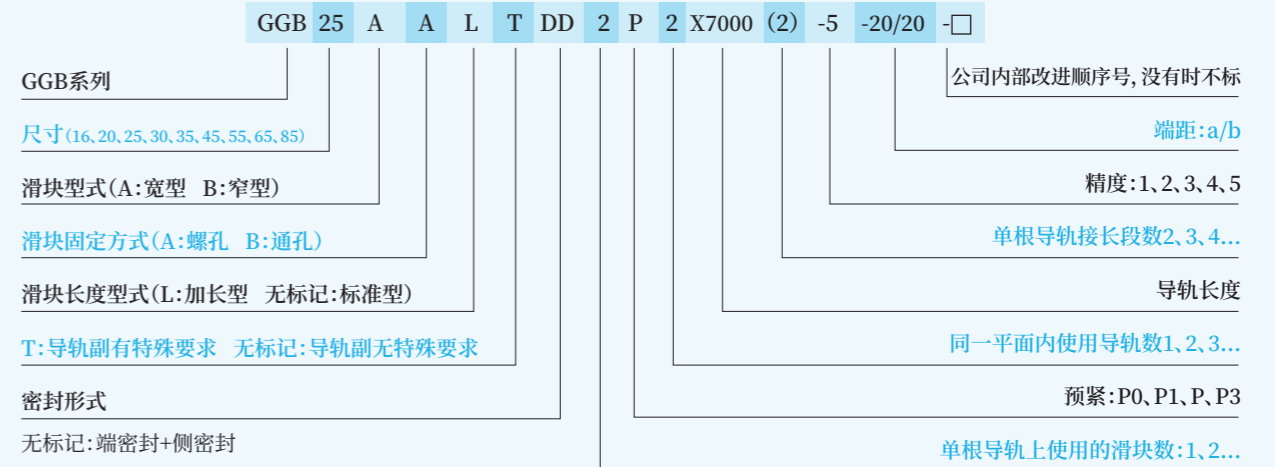 GGB 25 A A L T DD 2 P 2 X7000 (2) -5 -20/20 -□
GGB系列
尺寸(16、20、25、30、35、45、55、65、85)
滑块型式(A:宽型 B:窄型)
滑块固定方式(A:螺孔 B:通孔)
滑块长度型式(L:加长型 无标记:标准型)
T:导轨副有特殊要求 无标记:导轨副无特殊要求
密封形式
无标记:端密封+侧密封
公司内部改进顺序号,没有时不标
端距:a/b
精度:1、2、3、4、5
单根导轨接长段数2、3、4...
导轨长度
同一平面内使用导轨数1、2、3...
预紧:P0、P1、P、P3
单根导轨上使用的滑块数:1、2...